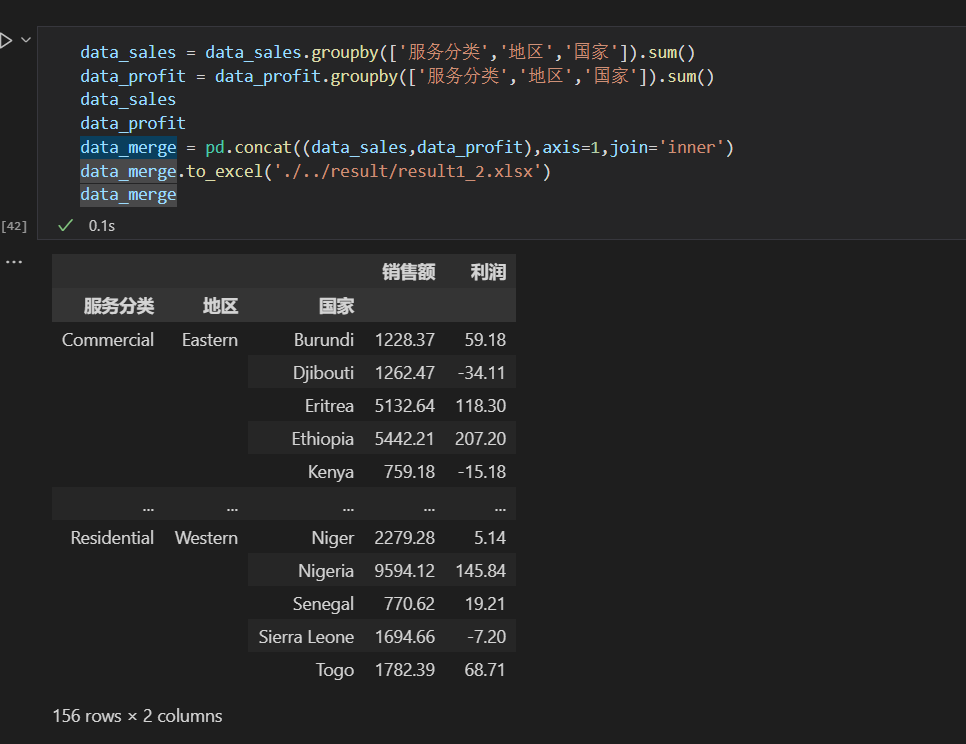 data_sales = data_sales.groupby(['服务分类','地区','国家']).sum()
data_profit = data_profit.groupby(['服务分类','地区','国家']).sum()
data_sales
data_profit
data_merge = pd.concat((data_sales,data_profit),axis=1,join='inner')
data_merge.to_excel('./../result/result1_2.xlsx')
data_merge
[42] 0.1s
...
销售额 利润
服务分类 地区 国家
Commercial Eastern Burundi 1228.37 59.18
Djibouti 1262.47 -34.11
Eritrea 5132.64 118.30
Ethiopia 5442.21 207.20
Kenya 759.18 -15.18
... ... ... ... ...
Residential Western Niger 2279.28 5.14
Nigeria 9594.12 145.84
Senegal 770.62 19.21
Sierra Leone 1694.66 -7.20
Togo 1782.39 68.71
156 rows × 2 columns